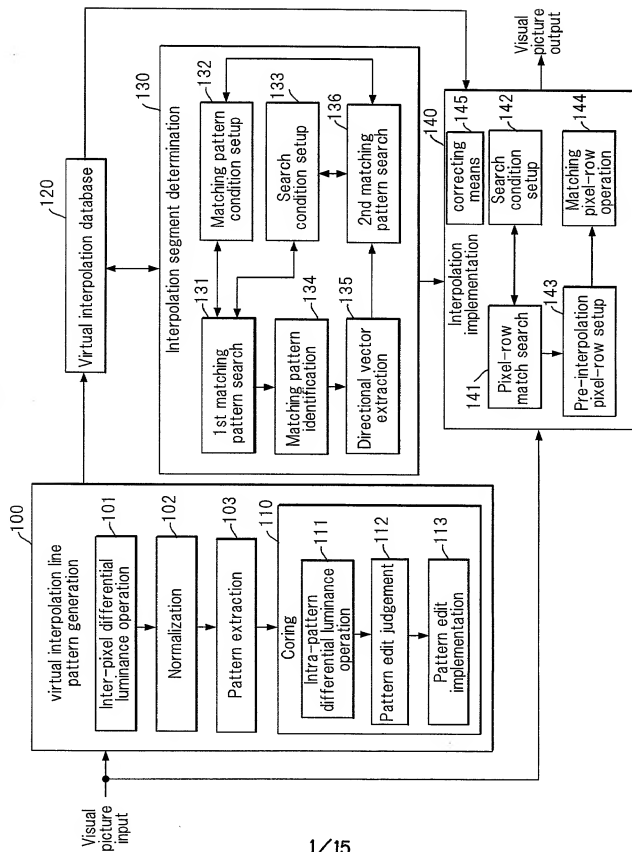 Visual
picture
input
100
virtual interpolation line
pattern generation
101
Inter-pixel differential
luminance operation
102
Normalization
103
Pattern extraction
110
Coring
111
Intra-pattern
differential luminance
operation
112
Pattern edit judgement
113
Pattern edit
implementation
120
Virtual interpolation database
130
Interpolation segment determination
131
1st matching
pattern search
132
Matching pattern
condition setup
133
Search
condition setup
134
Matching pattern
identification
135
Directional vector
extraction
136
2nd matching
pattern search
140
Interpolation
implementation
145
correcting
means
141
Pixel-row
match search
142
Search condition
setup
143
Pre-interpolation
pixel-row setup
144
Matching
pixel-row
operation
Visual
picture
output
1/15